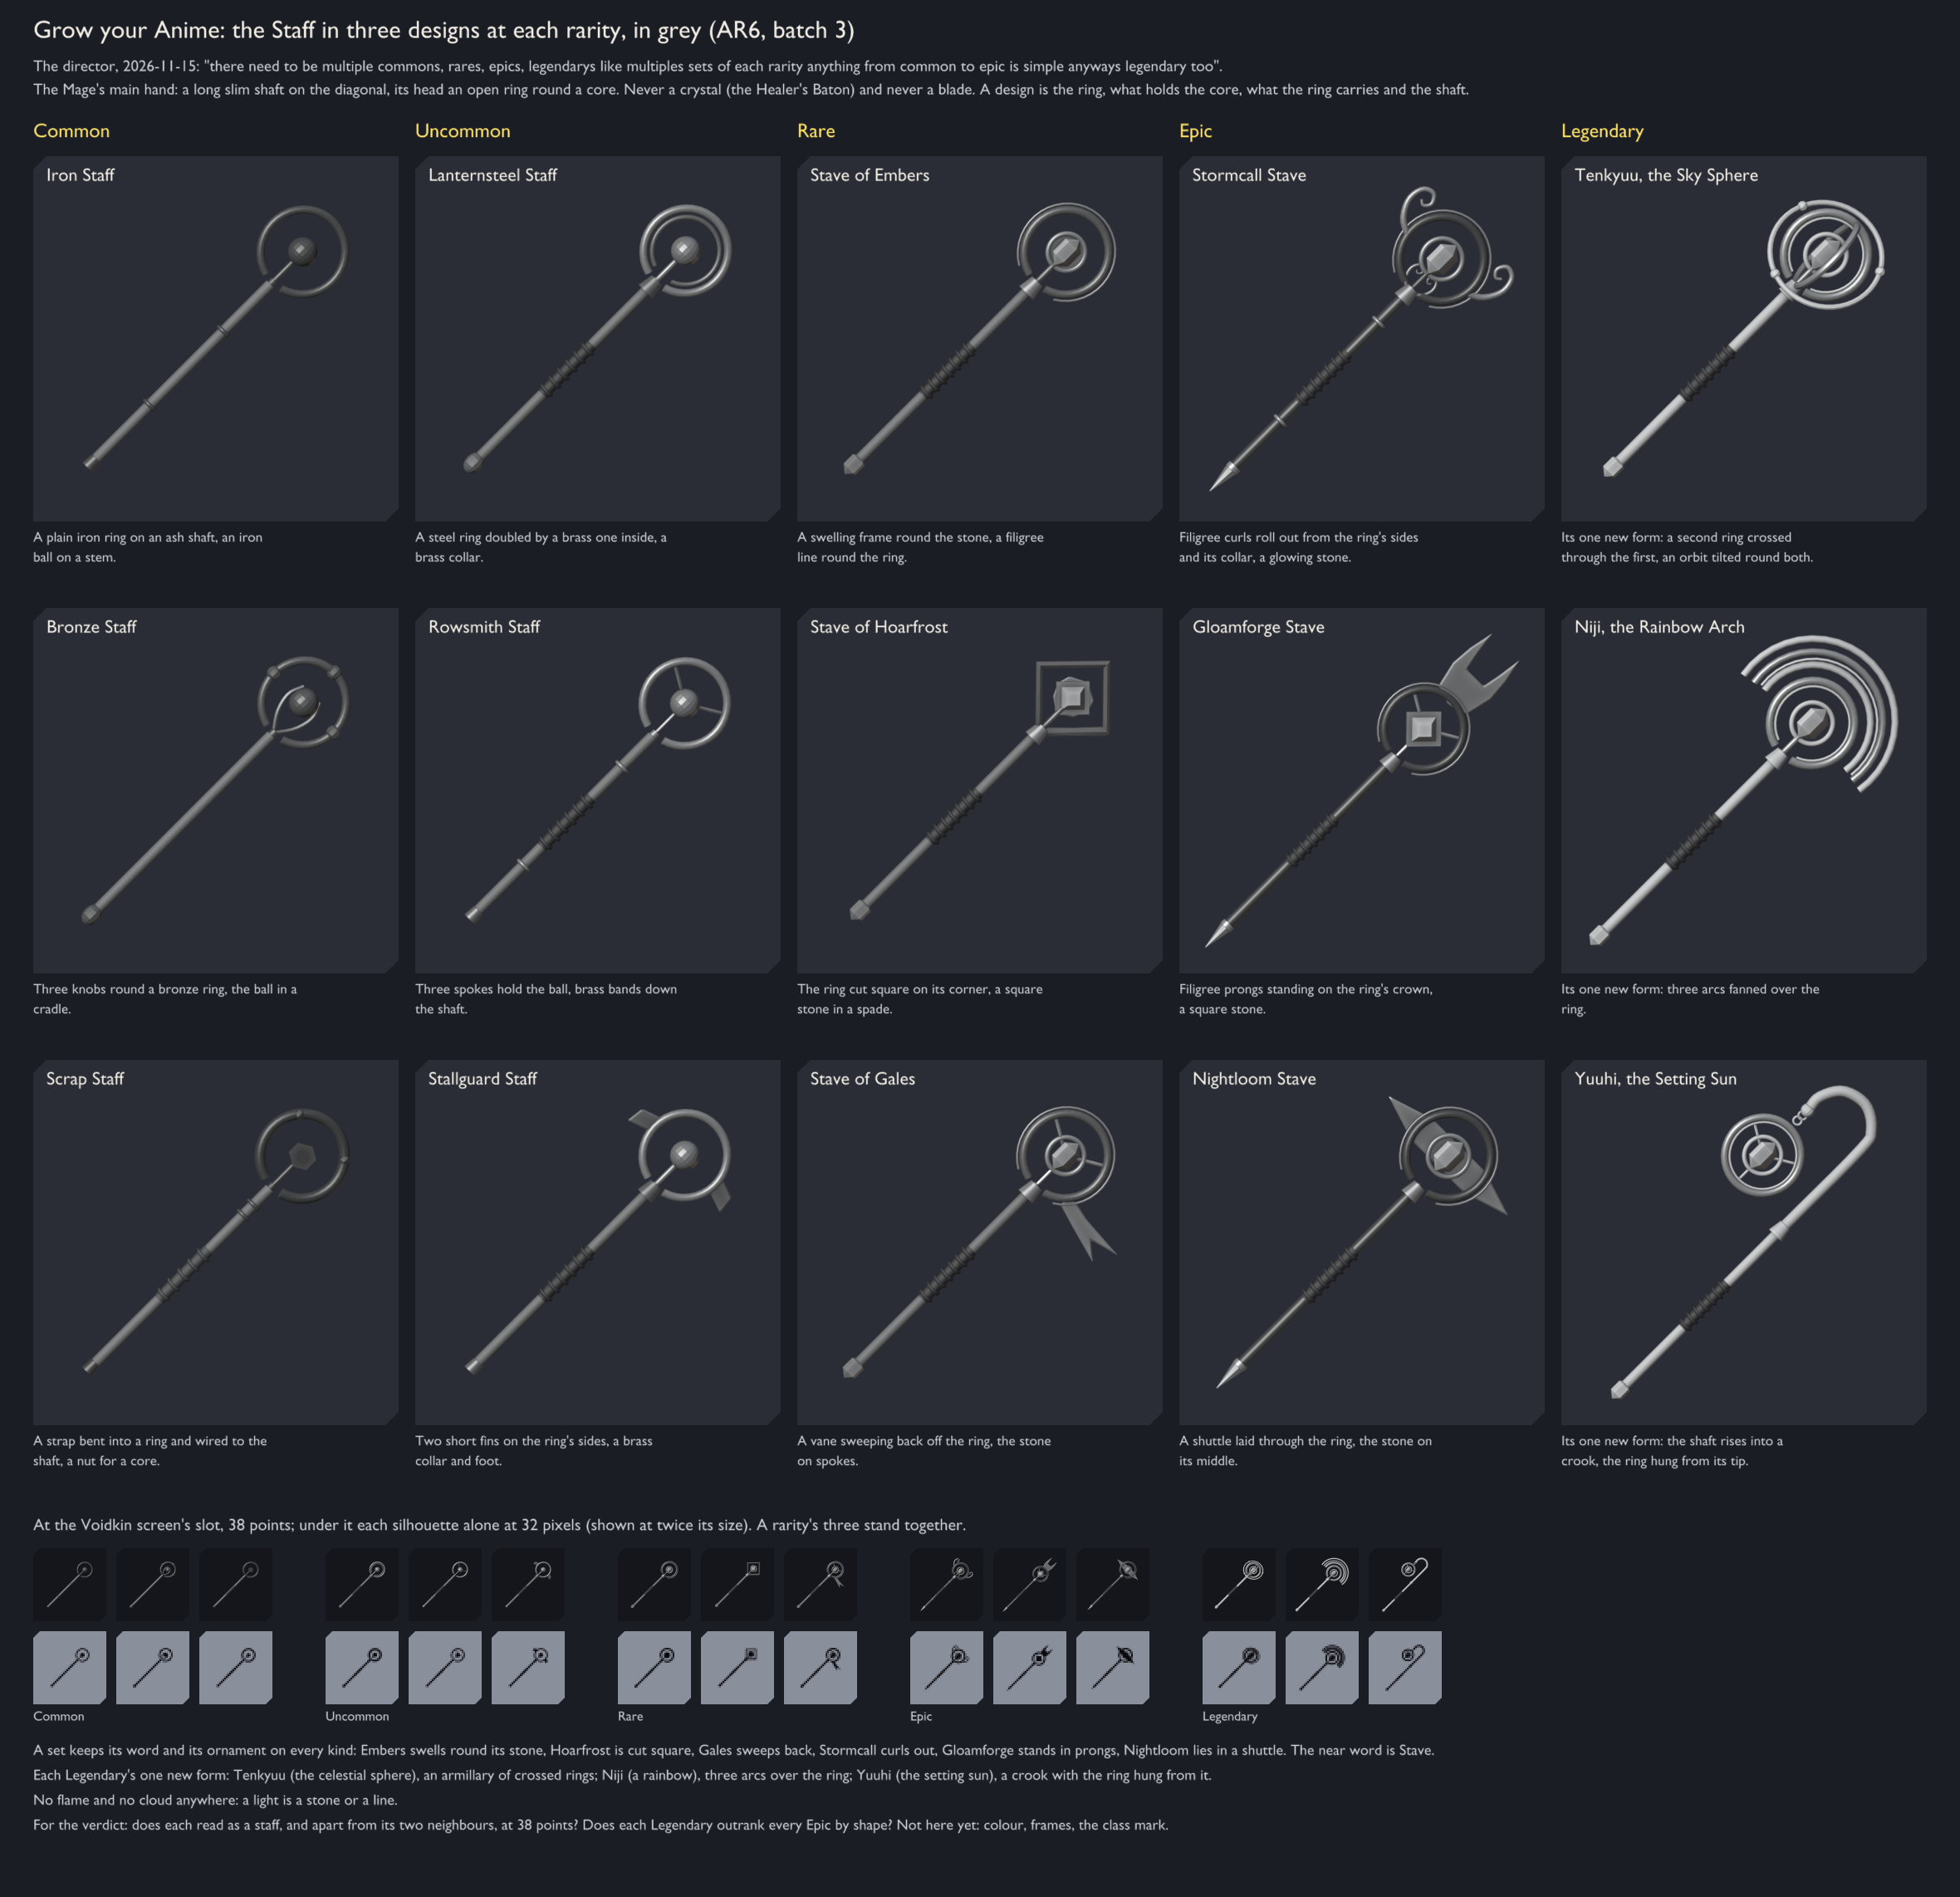 Grow your Anime: the Staff in three designs at each rarity, in grey (AR6, batch 3)
The director, 2026-11-15: "there need to be multiple commons, rares, epics, legendarys like multiples sets of each rarity anything from common to epic is simple anyways legendary too".
The Mage's main hand: a long slim shaft on the diagonal, its head an open ring round a core. Never a crystal (the Healer's Baton) and never a blade. A design is the ring, what holds the core, what the ring carries and the shaft.
Common
Uncommon
Rare
Epic
Legendary
Iron Staff
Lanternsteel Staff
Stave of Embers
Stormcall Stave
Tenkyuu, the Sky Sphere
A plain iron ring on an ash shaft, an iron
ball on a stem.
A steel ring doubled by a brass one inside, a
brass collar.
A swelling frame round the stone, a filigree
line round the ring.
Filigree curls roll out from the ring's sides
and its collar, a glowing stone.
Its one new form: a second ring crossed
through the first, an orbit tilted round both.
Bronze Staff
Rowsmith Staff
Stave of Hoarfrost
Gloamforge Stave
Niji, the Rainbow Arch
Three knobs round a bronze ring, the ball in a
cradle.
Three spokes hold the ball, brass bands down
the shaft.
The ring cut square on its corner, a square
stone in a spade.
Filigree prongs standing on the ring's crown,
a square stone.
Its one new form: three arcs fanned over the
ring.
Scrap Staff
Stallguard Staff
Stave of Gales
Nightloom Stave
Yuuhi, the Setting Sun
A strap bent into a ring and wired to the
shaft, a nut for a core.
Two short fins on the ring's sides, a brass
collar and foot.
A vane sweeping back off the ring, the stone
on spokes.
A shuttle laid through the ring, the stone on
its middle.
Its one new form: the shaft rises into a
crook, the ring hung from its tip.
At the Voidkin screen's slot, 38 points; under it each silhouette alone at 32 pixels (shown at twice its size). A rarity's three stand together.
Common
Uncommon
Rare
Epic
Legendary
A set keeps its word and its ornament on every kind: Embers swells round its stone, Hoarfrost is cut square, Gales sweeps back, Stormcall curls out, Gloamforge stands in prongs, Nightloom lies in a shuttle. The near word is Stave.
Each Legendary's one new form: Tenkyuu (the celestial sphere), an armillary of crossed rings; Niji (a rainbow), three arcs over the ring; Yuuhi (the setting sun), a crook with the ring hung from it.
No flame and no cloud anywhere: a light is a stone or a line.
For the verdict: does each read as a staff, and apart from its two neighbours, at 38 points? Does each Legendary outrank every Epic by shape? Not here yet: colour, frames, the class mark.